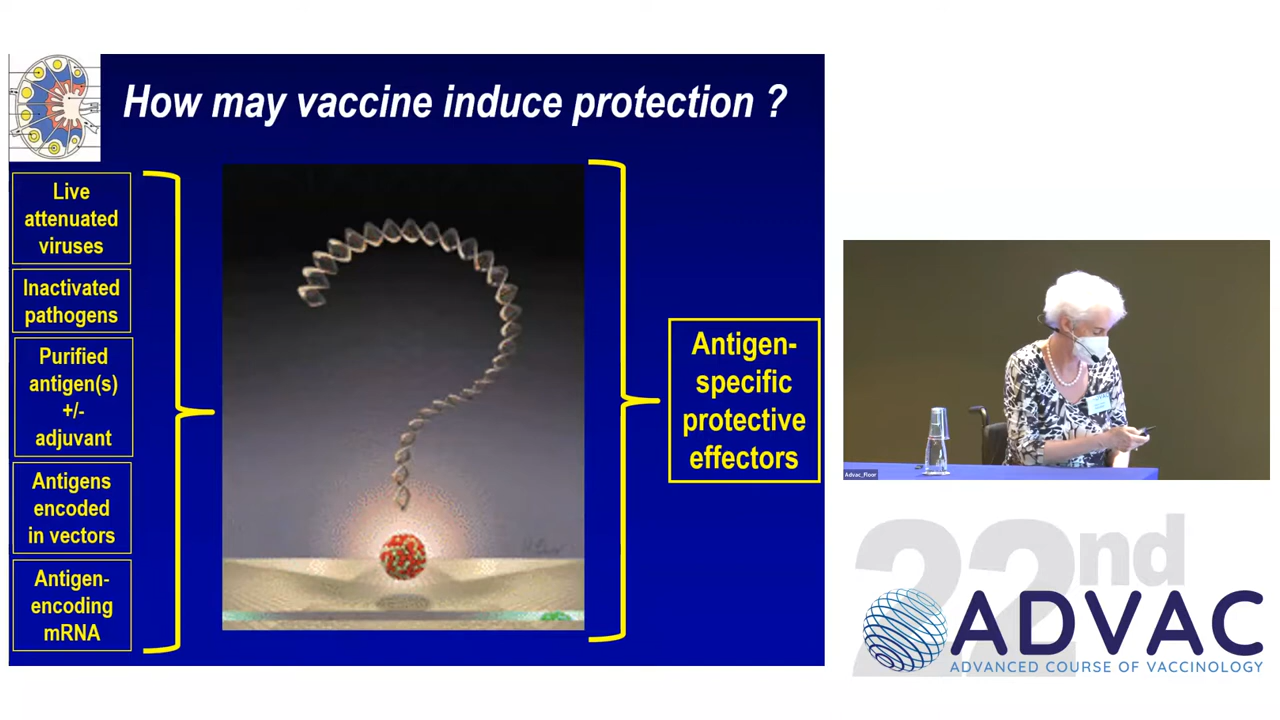 How may vaccine induce protection ?
Live
attenuated
viruses
Inactivated
pathogens
Purified
antigen(s)
+/-
adjuvant
Antigens
encoded
in vectors
Antigen-
encoding
mRNA
Antigen-
specific
protective
effectors
Advac_Floor
22nd
ADVAC
ADVANCED COURSE OF VACCINOLOGY